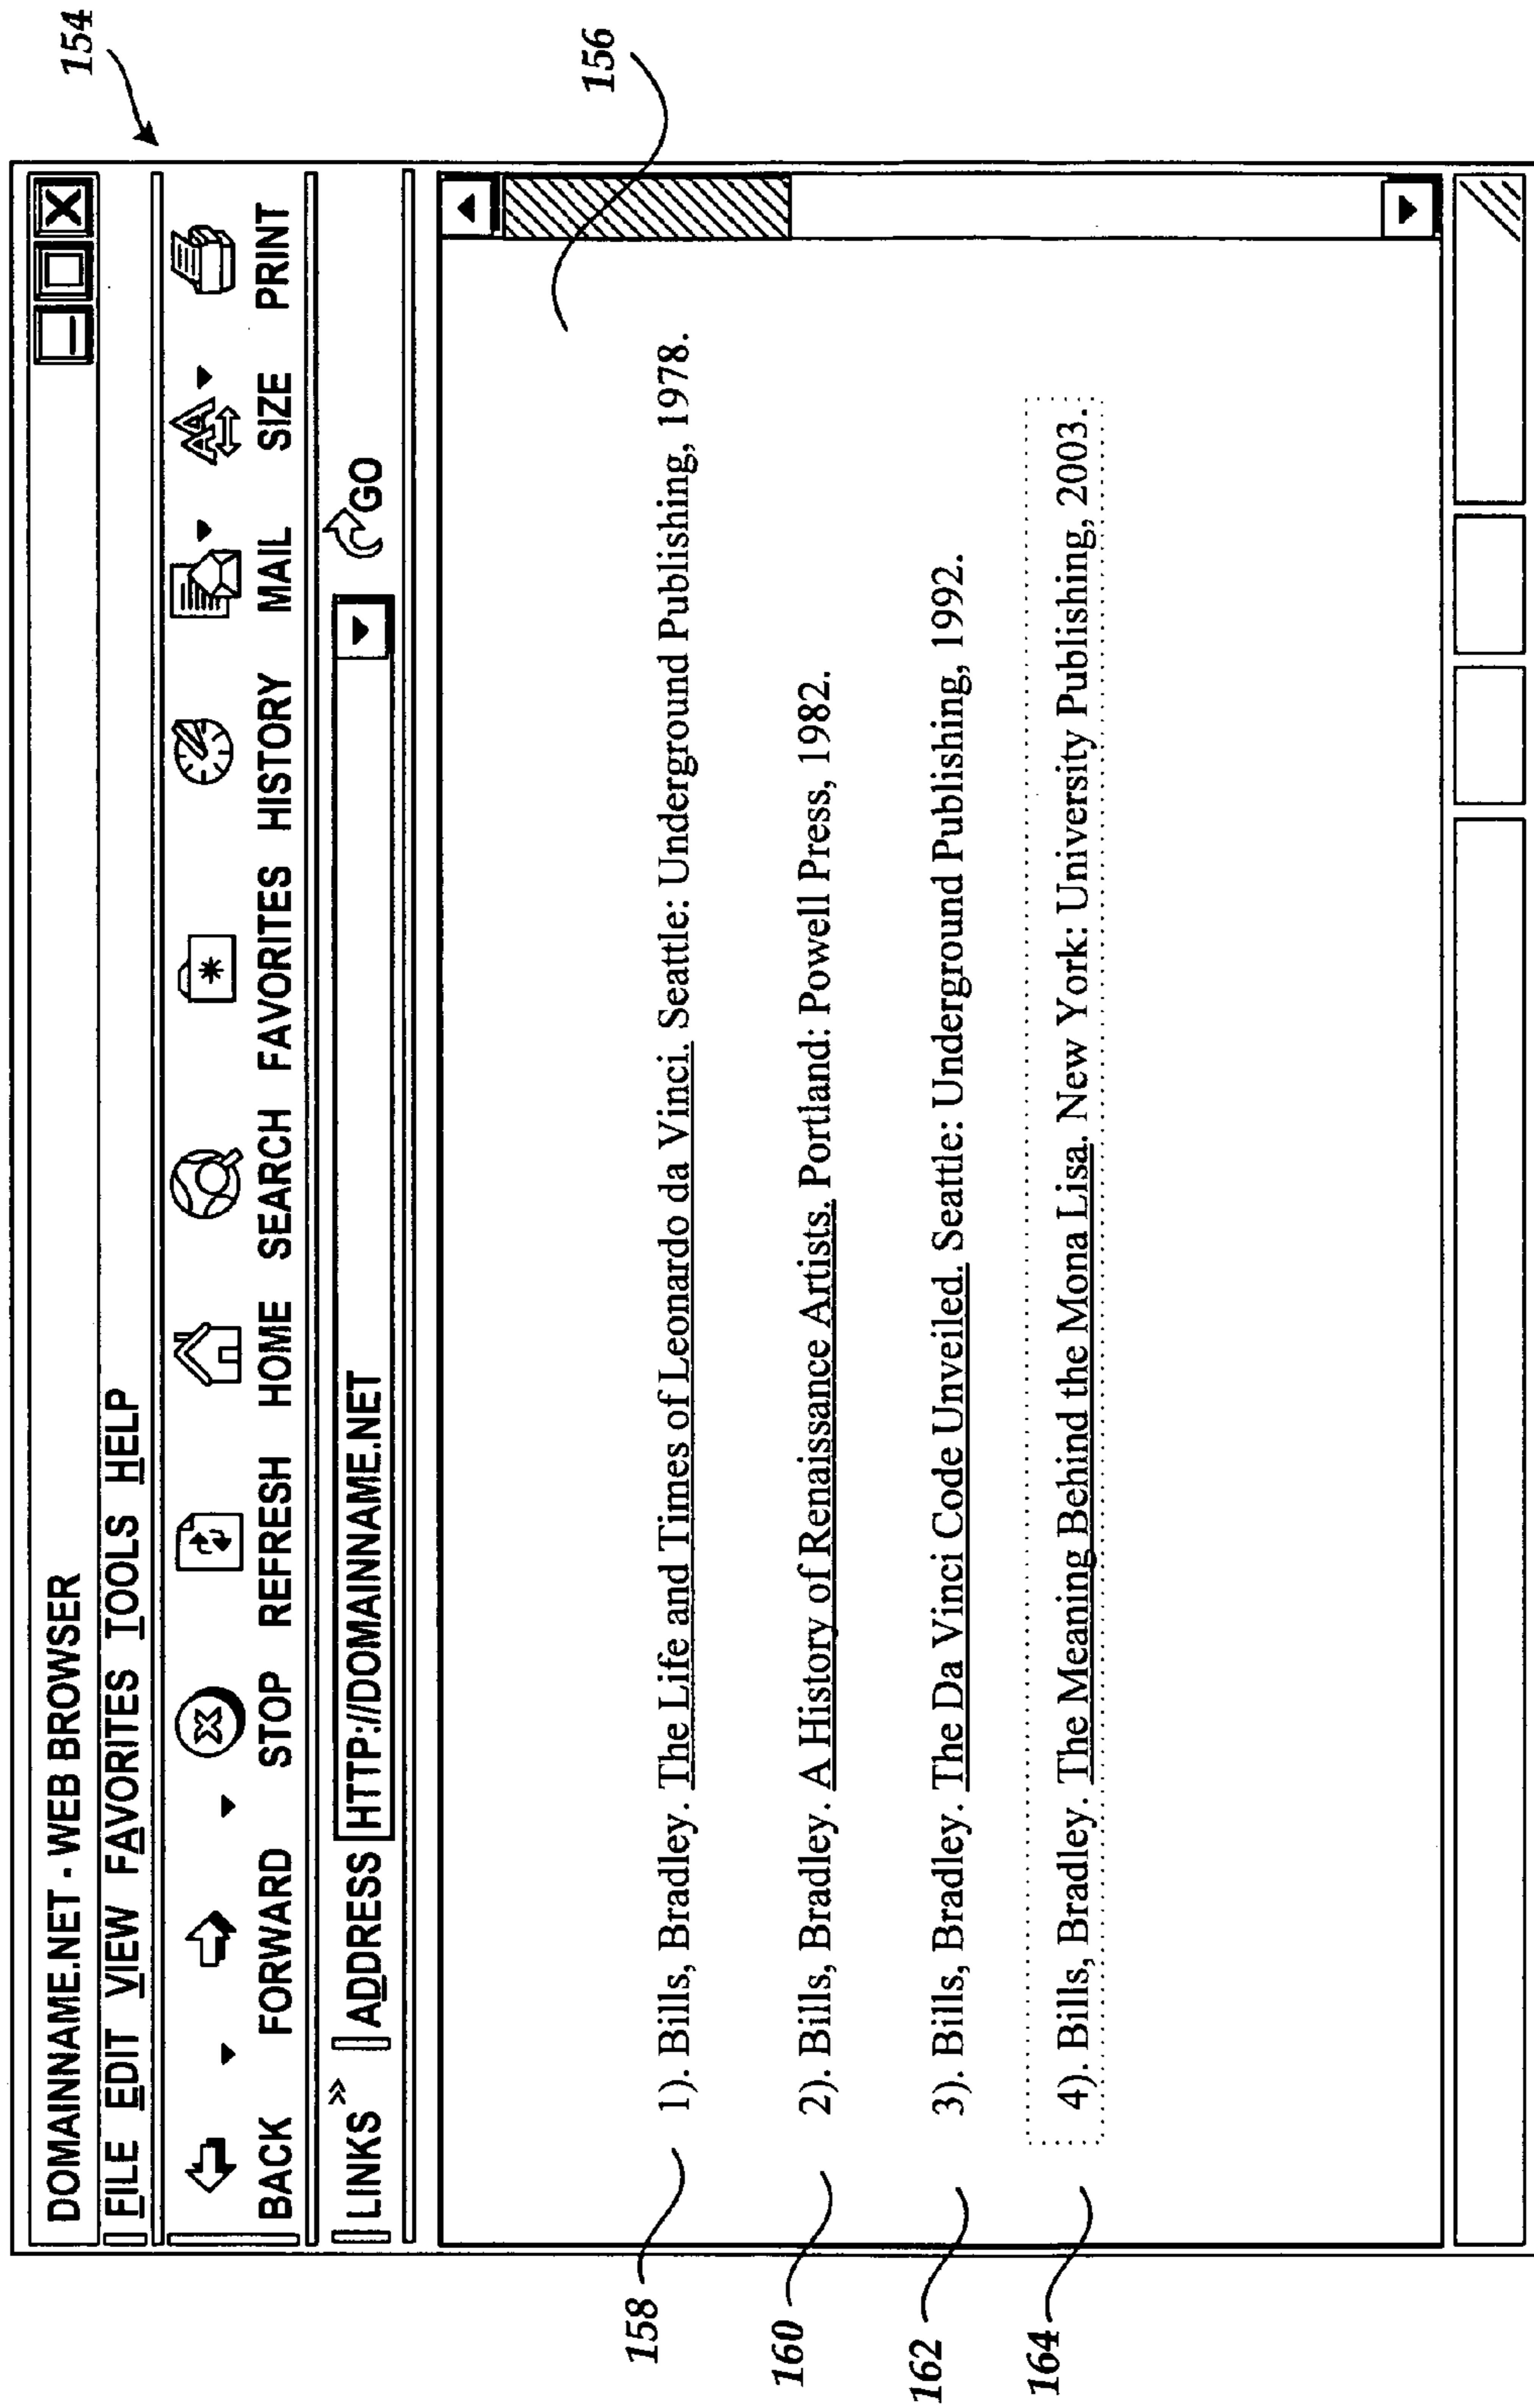 154
DOMAINNAME.NET - WEB BROWSER
FILE EDIT VIEW FAVORITES TOOLS HELP
BACK FORWARD STOP REFRESH HOME SEARCH FAVORITES HISTORY MAIL SIZE PRINT
LINKS » ADDRESS HTTP://DOMAINNAME.NET GO
156
158 1). Bills, Bradley. The Life and Times of Leonardo da Vinci. Seattle: Underground Publishing, 1978.
160 2). Bills, Bradley. A History of Renaissance Artists. Portland: Powell Press, 1982.
162 3). Bills, Bradley. The Da Vinci Code Unveiled. Seattle: Underground Publishing, 1992.
164 4). Bills, Bradley. The Meaning Behind the Mona Lisa. New York: University Publishing, 2003.